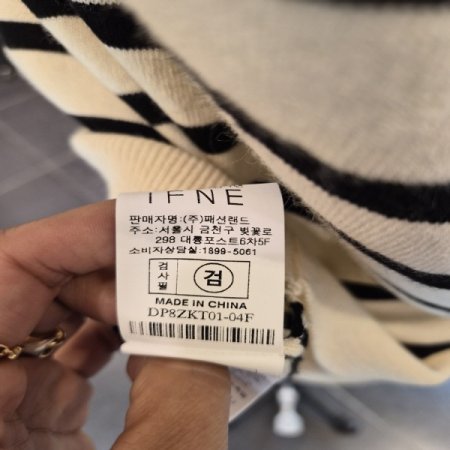 IFNE
판매자명:(주)패션랜드
주소:서울시 금천구 벚꽃로
298 대륭포스트6차5F
소비자상담실:1899-5061
검사필
검
MADE IN CHINA
DP8ZKT01-04F